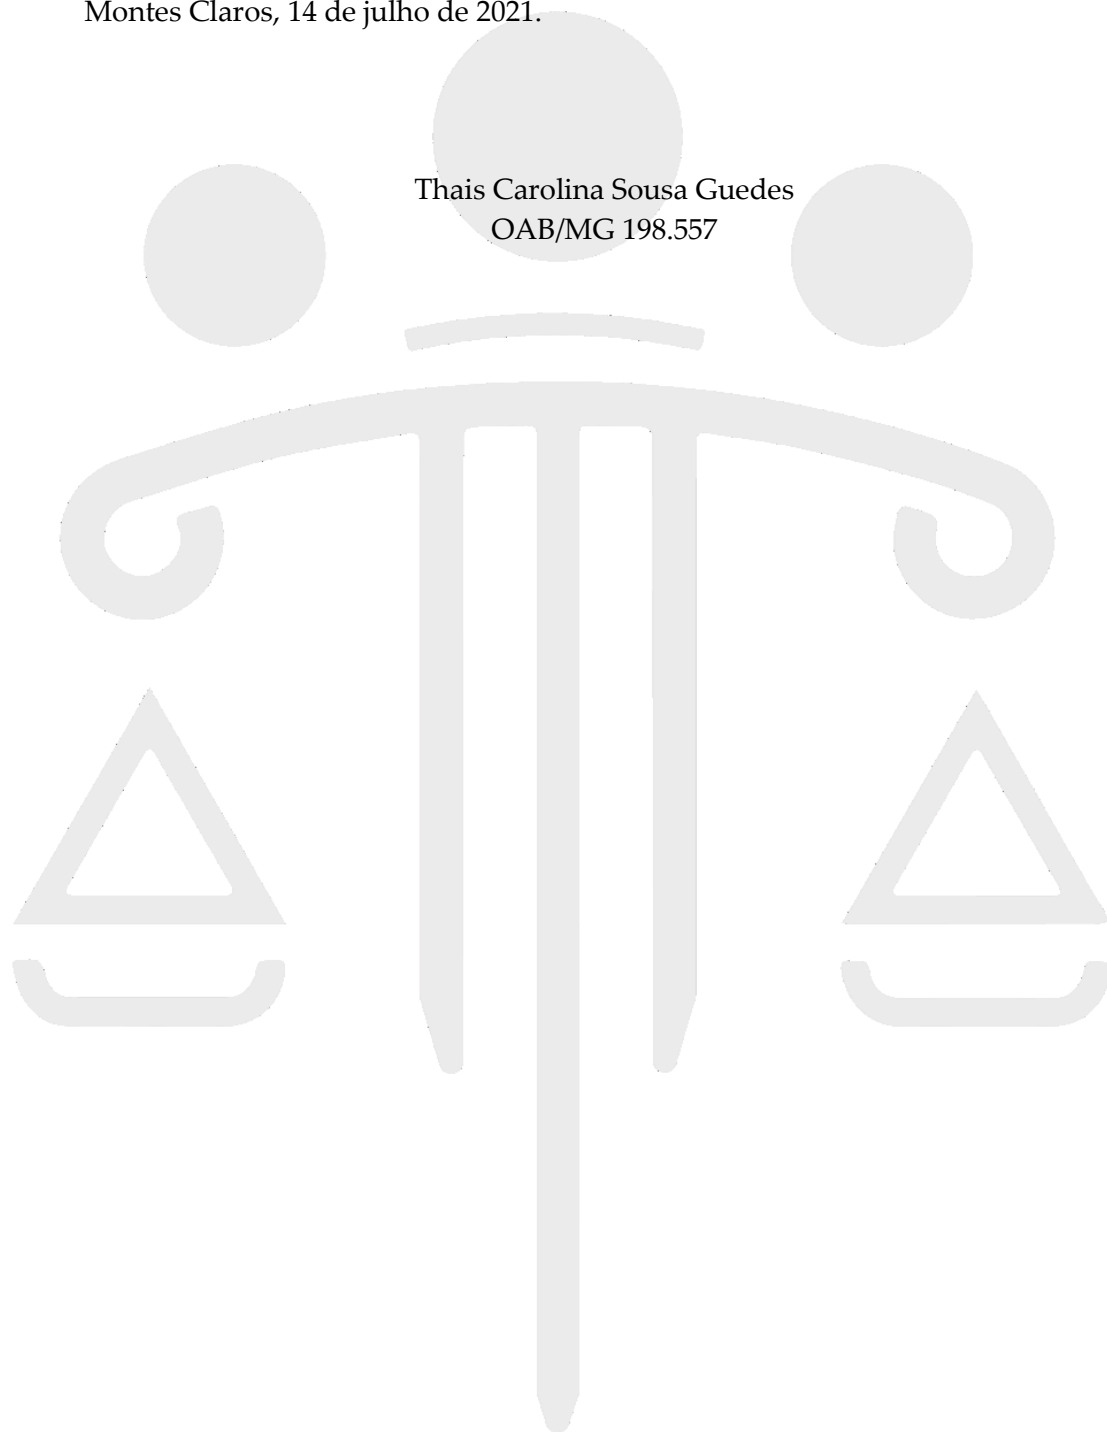 Montes Claros, 14 de julho de 2021.
Thais Carolina Sousa Guedes
OAB/MG 198.557